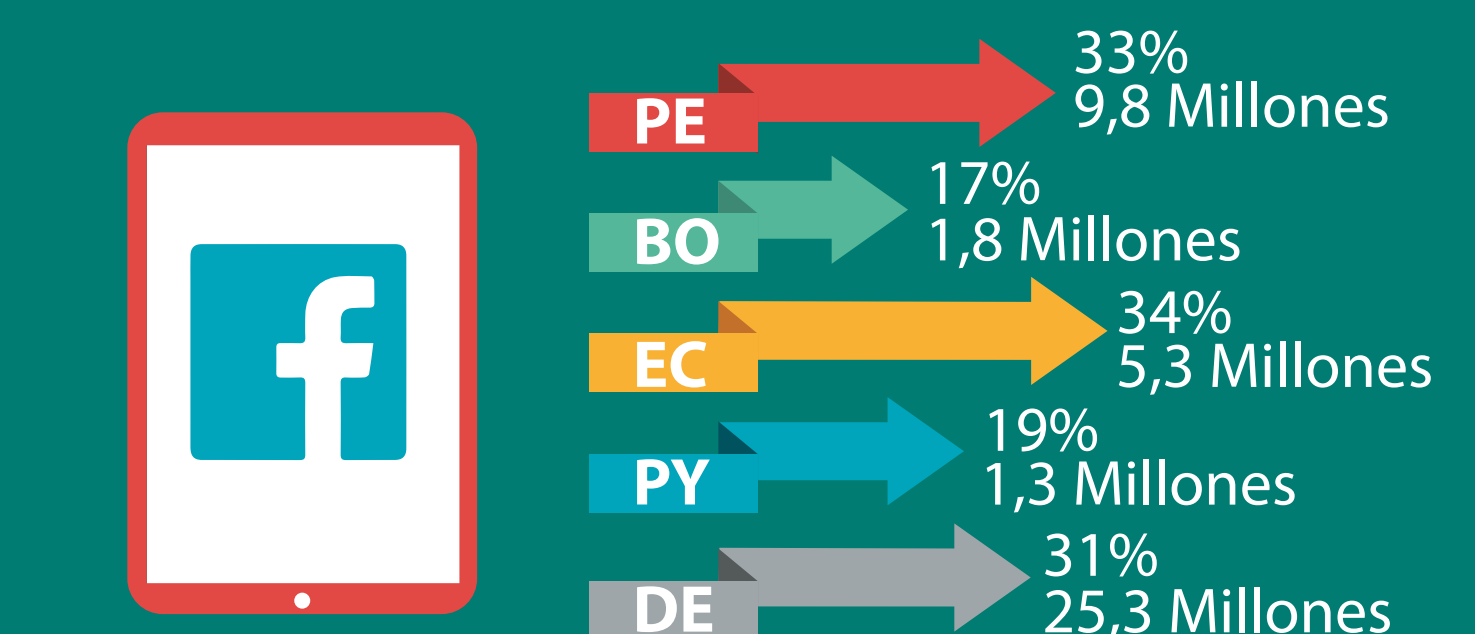 PE
33%
9,8 Millones
BO
17%
1,8 Millones
EC
34%
5,3 Millones
PY
19%
1,3 Millones
DE
31%
25,3 Millones